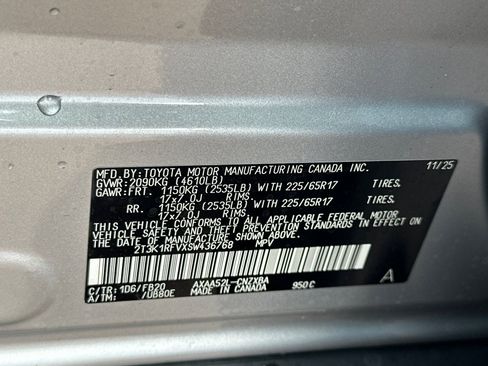 MFD.BY:TOYOTA MOTOR MANUFACTURING CANADA INC. 11/25
GVWR:2090KG (4610LB)
GAWR:FRT. 1150KG (2535LB) WITH 225/65R17 TIRES.
17x7.0J RIMS.
RR. 1150KG (2535LB) WITH 225/65R17 TIRES.
17x7.0J RIMS.
THIS VEHICLE CONFORMS TO ALL APPLICABLE FEDERAL MOTOR
VEHICLE SAFETY AND THEFT PREVENTION STANDARDS IN EFFECT ON
THE DATE OF MANUFACTURE SHOWN ABOVE.
2T3K1RFVXSW436768 MPV
C/TR: 1D6/FB20 AXAA52L-CNZXBA A
A/TM: /UB80E MADE IN CANADA 950C